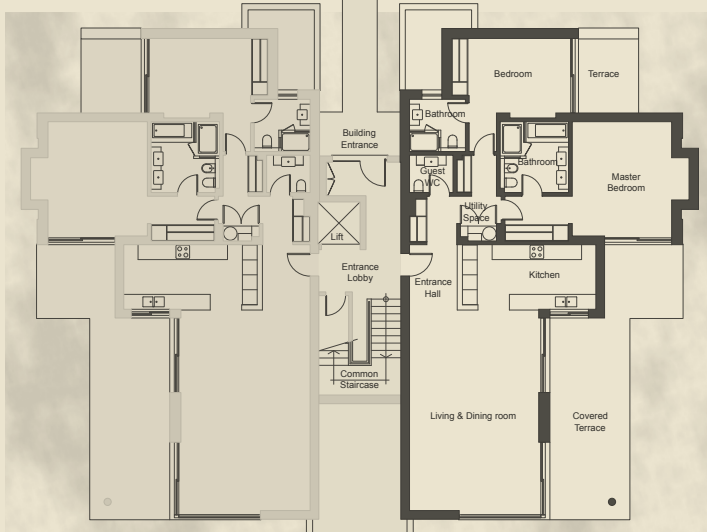 Bedroom
Terrace
Bathroom
Building
Entrance
Bathroom
Guest
WC
Master
Bedroom
Utility
Space
Lift
Entrance
Lobby
Entrance
Hall
Kitchen
Common
Staircase
Living & Dining room
Covered
Terrace